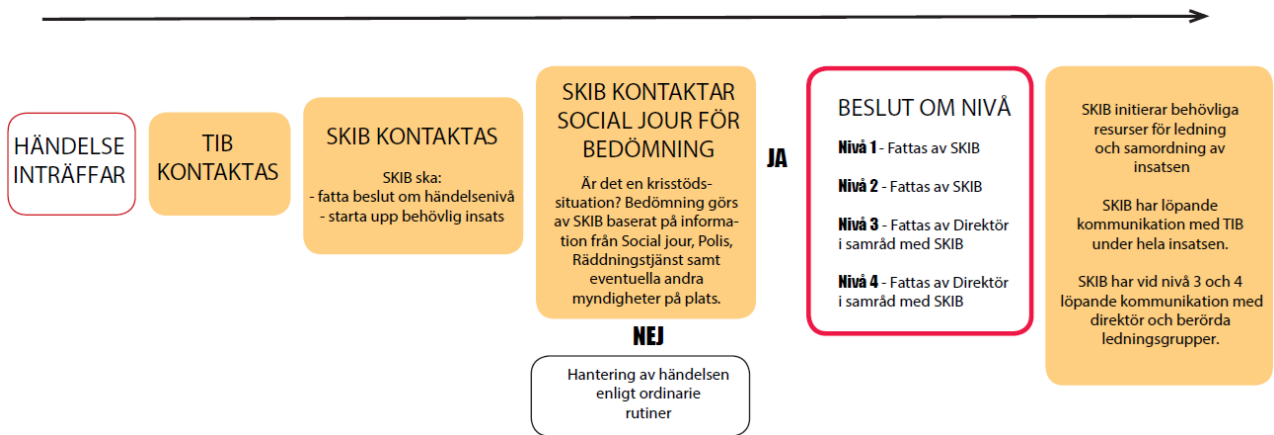 HÄNDELSE
INTRÄFFAR
TIB
KONTAKTAS
SKIB KONTAKTAS
SKIB ska:
- fatta beslut om händelsenivå
- starta upp behövlig insats
SKIB KONTAKTAR
SOCIAL JOUR FÖR
BEDÖMNING
Är det en krisstöds-
situation? Bedömning görs
av SKIB baserat på informa-
tion från Social jour, Polis,
Räddningstjänst samt
eventuella andra
myndigheter på plats.
NEJ
Hantering av händelsen
enligt ordinarie
rutiner
JA
BESLUT OM NIVÅ
Nivå 1 - Fattas av SKIB
Nivå 2 - Fattas av SKIB
Nivå 3 - Fattas av Direktör
i samråd med SKIB
Nivå 4 - Fattas av Direktör
i samråd med SKIB
SKIB initierar behövliga
resurser för ledning
och samordning av
insatsen
SKIB har löpande
kommunikation med TIB
under hela insatsen.
SKIB har vid nivå 3 och 4
löpande kommunikation med
direktör och berörda
ledningsgrupper.